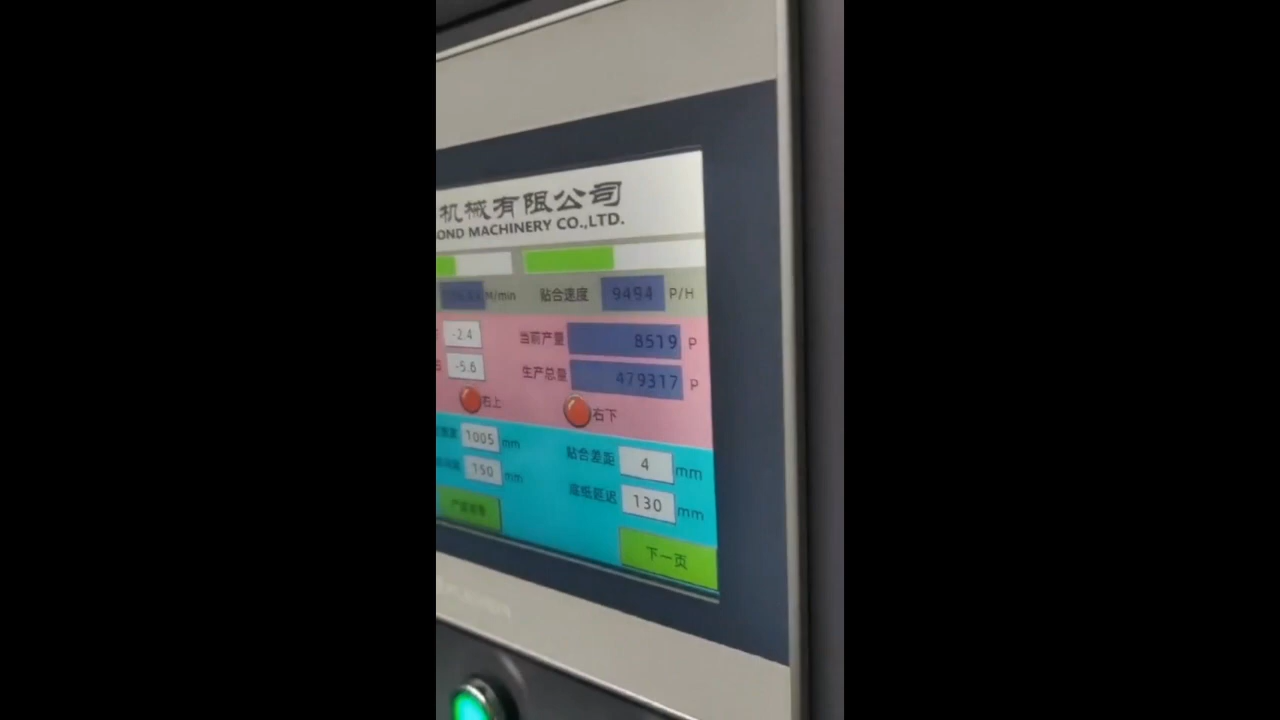 机械有限公司
OND MACHINERY CO.,LTD.
M/min 贴合速度 9494 P/H
-2.4 当前产量 8519 P
-5.6 生产总量 479317 P
右上 右下
1005 mm 贴合差距 4 mm
150 mm 底纸延迟 130 mm
下一页